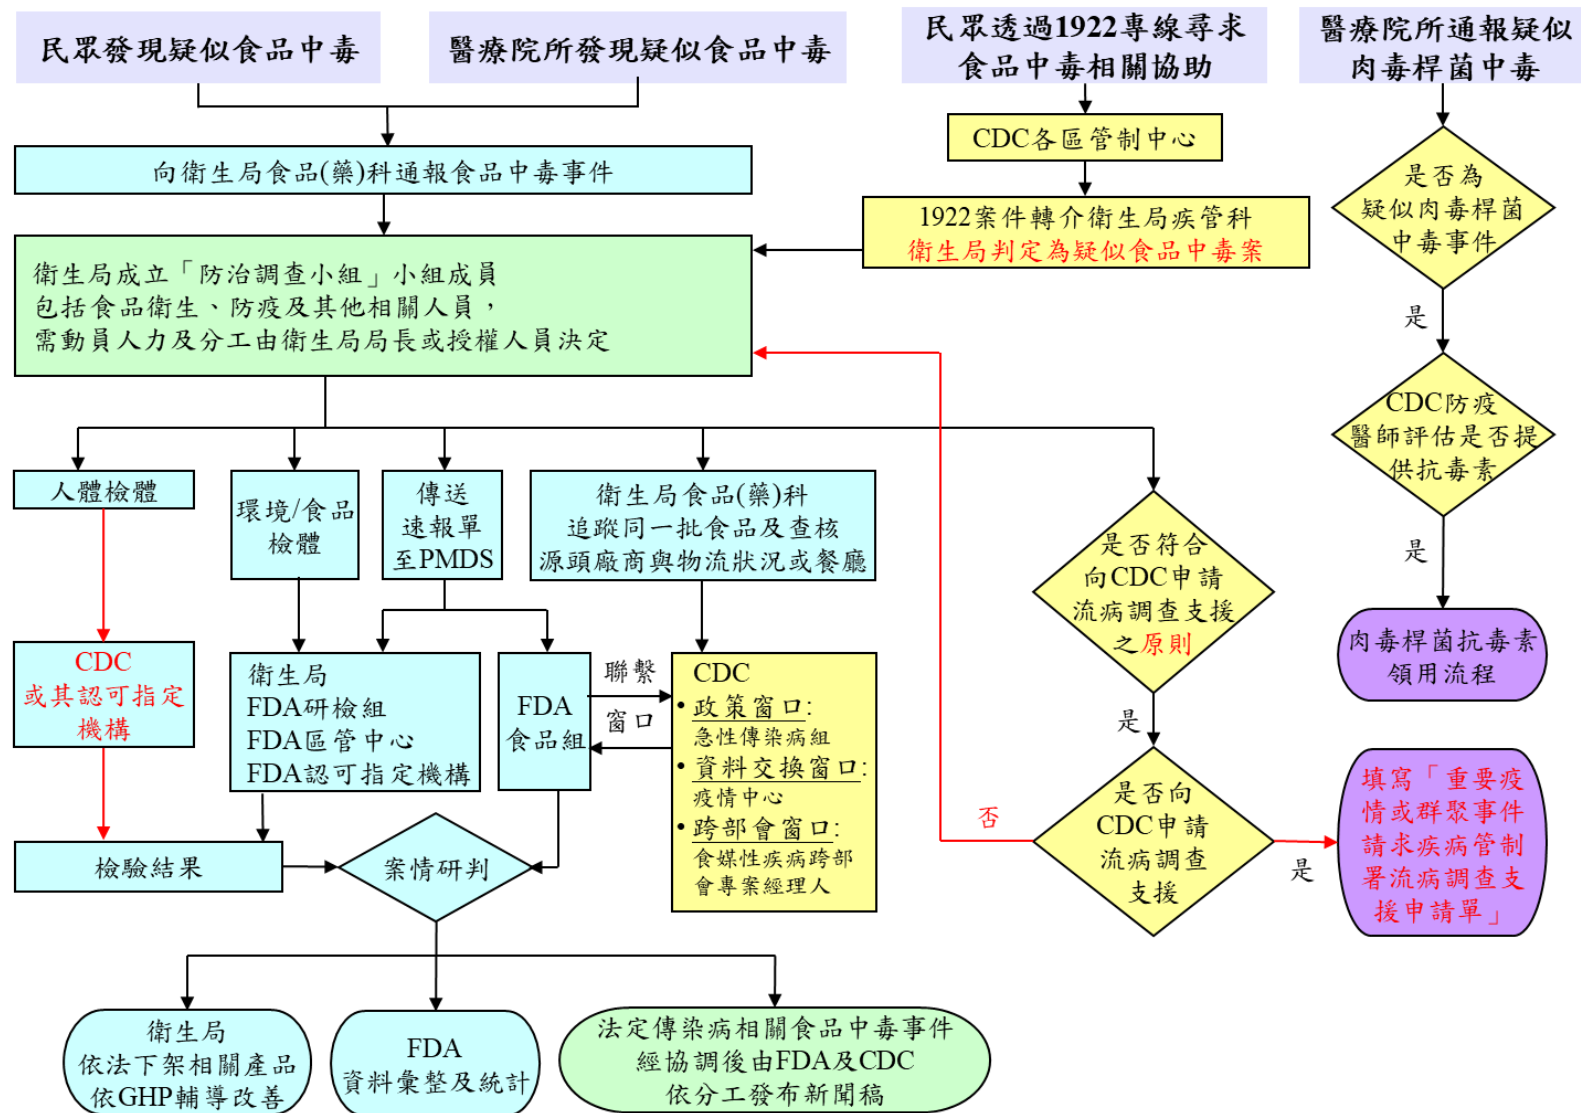 民眾發現疑似食品中毒
醫療院所發現疑似食品中毒
民眾透過1922專線尋求
食品中毒相關協助
醫療院所通報疑似
肉毒桿菌中毒
向衛生局食品(藥)科通報食品中毒事件
CDC各區管制中心
1922案件轉介衛生局疾管科
衛生局判定為疑似食品中毒案
是否為
疑似肉毒桿菌
中毒事件
衛生局成立「防治調查小組」小組成員
包括食品衛生、防疫及其他相關人員，
需動員人力及分工由衛生局局長或授權人員決定
是
CDC防疫
醫師評估是否提
供抗毒素
是
肉毒桿菌抗毒素
領用流程
人體檢體
環境/食品
檢體
傳送
速報單
至PMDS
衛生局食品(藥)科
追蹤同一批食品及查核
源頭廠商與物流狀況或餐廳
是否符合
向CDC申請
流病調查支援
之原則
CDC
或其認可指定
機構
衛生局
FDA研檢組
FDA區管中心
FDA認可指定機構
FDA
食品組
聯繫
窗口
CDC
• 政策窗口:
急性傳染病組
• 資料交換窗口:
疫情中心
• 跨部會窗口:
食媒性疾病跨部
會專案經理人
是
是否向
CDC申請
流病調查
支援
否
是
填寫「重要疫
情或群聚事件
請求疾病管制
署流病調查支
援申請單」
檢驗結果
案情研判
衛生局
依法下架相關產品
依GHP輔導改善
FDA
資料彙整及統計
法定傳染病相關食品中毒事件
經協調後由FDA及CDC
依分工發布新聞稿